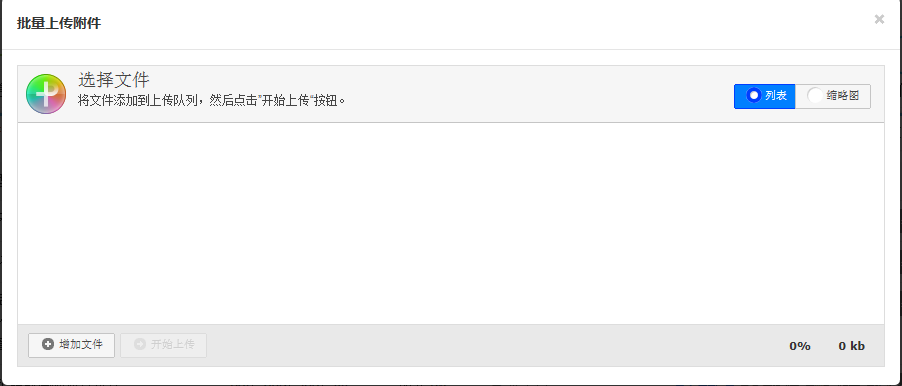 批量上传附件
选择文件
将文件添加到上传队列，然后点击"开始上传"按钮。
列表 缩略图
增加文件 开始上传 0% 0 kb